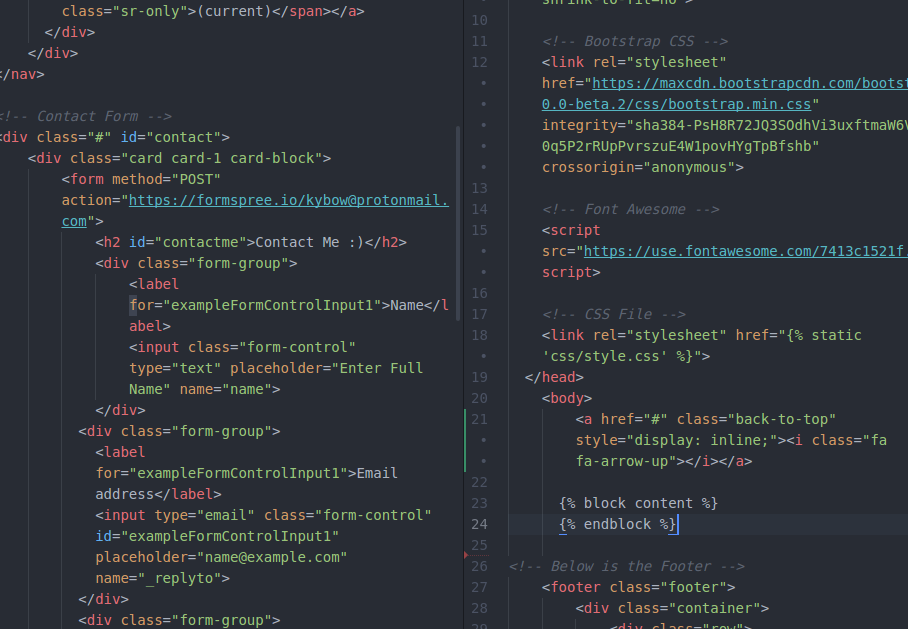 class="sr-only">(current)</span></a>
</div>
</div>
</nav>
<!-- Contact Form -->
<div class="#" id="contact">
<div class="card card-1 card-block">
<form method="POST"
action="https://formspree.io/kybow@protonmail.
com">
<h2 id="contactme">Contact Me :)</h2>
<div class="form-group">
<label
for="exampleFormControlInput1">Name</l
abel>
<input class="form-control"
type="text" placeholder="Enter Full
Name" name="name">
</div>
<div class="form-group">
<label
for="exampleFormControlInput1">Email
address</label>
<input type="email" class="form-control"
id="exampleFormControlInput1"
placeholder="name@example.com"
name="_replyto">
</div>
<div class="form-group">
shrink-to-fit=no">
10
11 <!-- Bootstrap CSS -->
12 <link rel="stylesheet"
• href="https://maxcdn.bootstrapcdn.com/bootst
• 0.0-beta.2/css/bootstrap.min.css"
• integrity="sha384-PsH8R72JQ3SOdhVi3uxftmaW6V
• 0q5P2rRUpPvrszuE4W1povHYgTpBfshb"
• crossorigin="anonymous">
13
14 <!-- Font Awesome -->
15 <script
• src="https://use.fontawesome.com/7413c1521f.
• script>
16
17 <!-- CSS File -->
18 <link rel="stylesheet" href="{% static
• 'css/style.css' %}">
19 </head>
20 <body>
21 <a href="#" class="back-to-top"
• style="display: inline;"><i class="fa
• fa-arrow-up"></i></a>
22
23 {% block content %}
24 {% endblock %}
25
26 <!-- Below is the Footer -->
27 <footer class="footer">
28 <div class="container">
29 <div class="row">